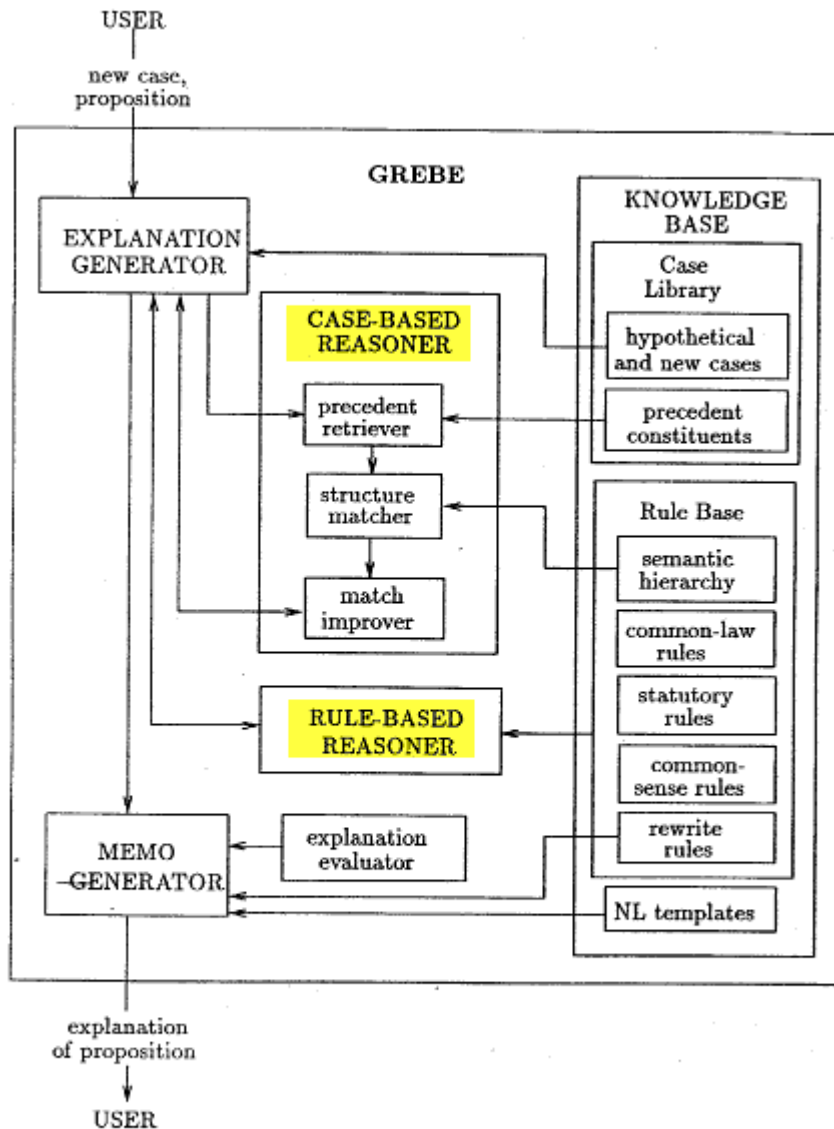 USER
new case,
proposition
GREBE
EXPLANATION
GENERATOR
CASE-BASED
REASONER
precedent
retriever
structure
matcher
match
improver
RULE-BASED
REASONER
MEMO
-GENERATOR
explanation
evaluator
KNOWLEDGE
BASE
Case
Library
hypothetical
and new cases
precedent
constituents
Rule Base
semantic
hierarchy
common-law
rules
statutory
rules
common-
sense rules
rewrite
rules
NL templates
explanation
of proposition
USER